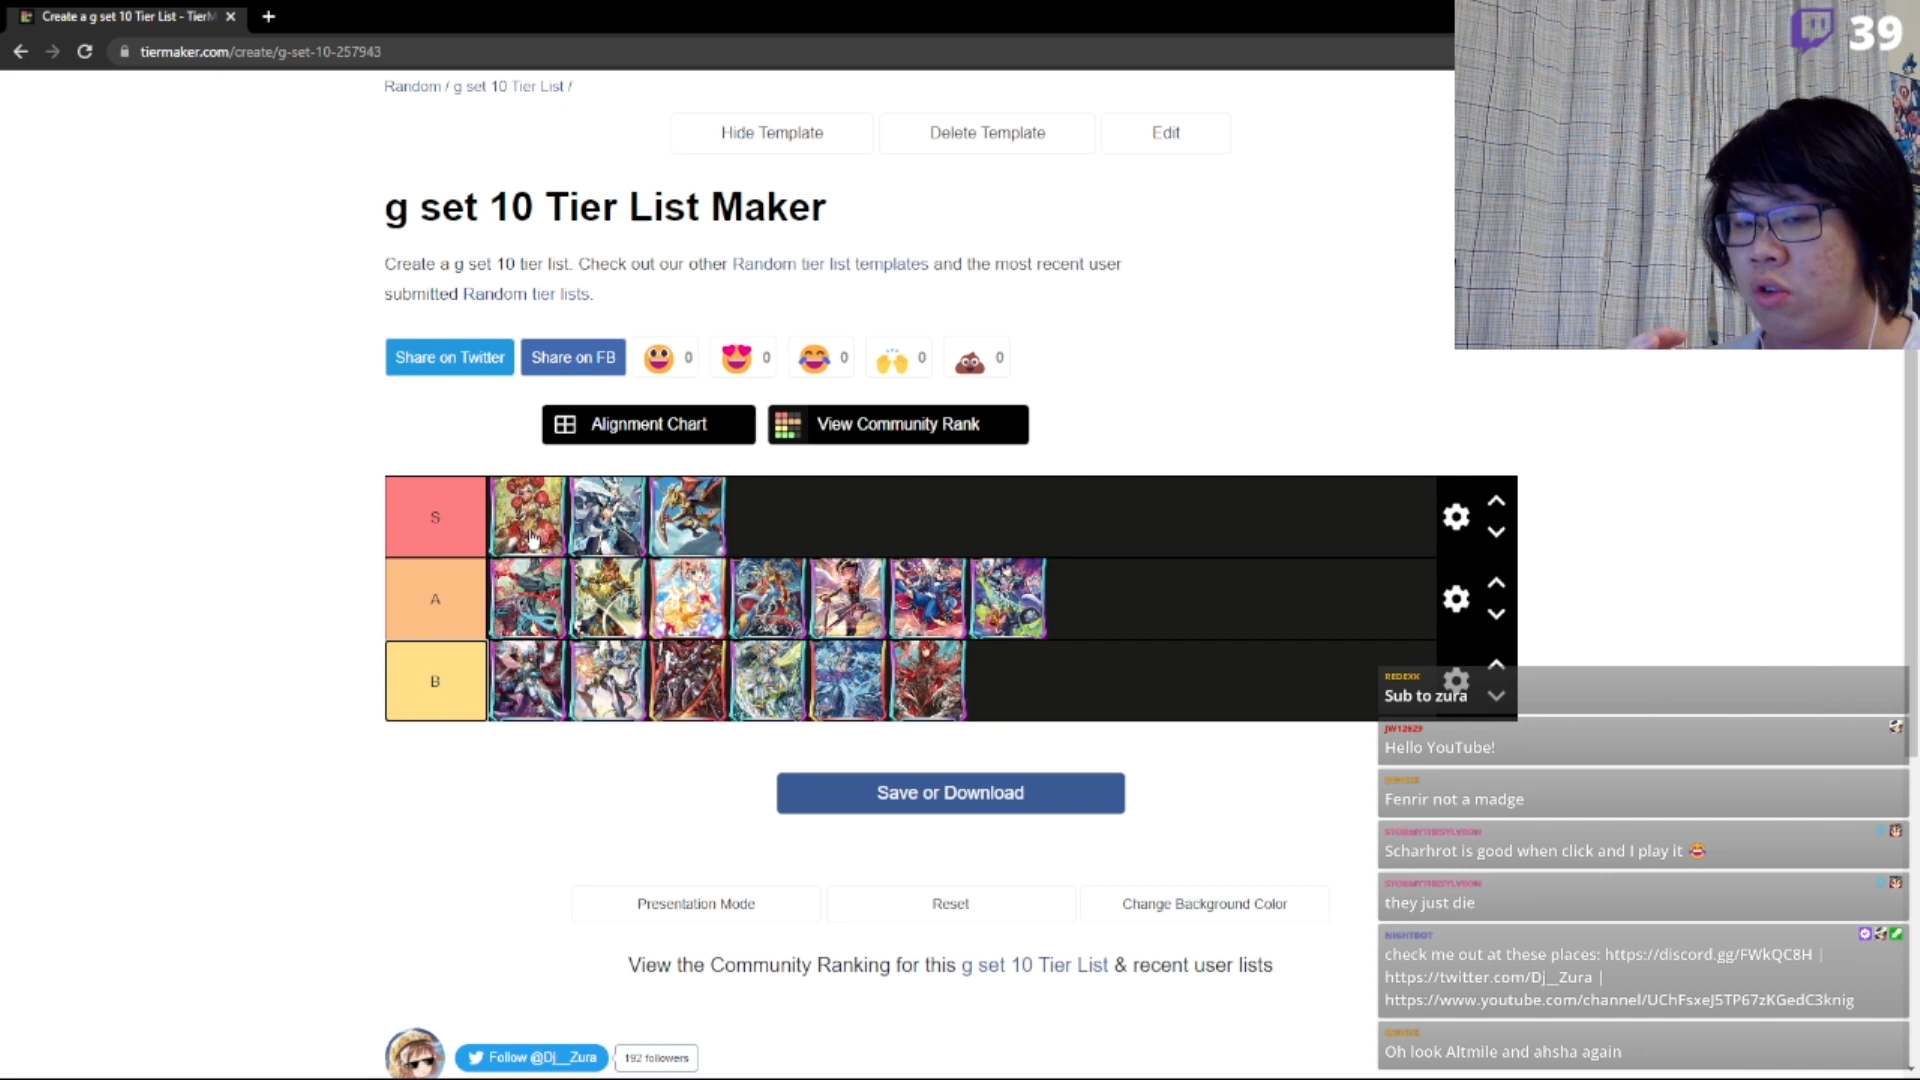 Create a g set 10 Tier List - TierM
tiermaker.com/create/g-set-10-257943
39
Random / g set 10 Tier List /
Hide Template
Delete Template
Edit
g set 10 Tier List Maker
Create a g set 10 tier list. Check out our other Random tier list templates and the most recent user
submitted Random tier lists.
Share on Twitter
Share on FB
0
0
0
0
0
Alignment Chart
View Community Rank
S
A
B
Save or Download
Presentation Mode
Reset
Change Background Color
View the Community Ranking for this g set 10 Tier List & recent user lists
Follow @Dj__Zura
192 followers
REDEXK
Sub to zura
JW12629
Hello YouTube!
Fenrir not a madge
Scharhrot is good when click and I play it
they just die
NIGHTBOT
check me out at these places: https://discord.gg/FWkQC8H |
https://twitter.com/Dj__Zura |
https://www.youtube.com/channel/UChFsxeJ5TP67zKGedC3knig
Oh look Altmile and ahsha again